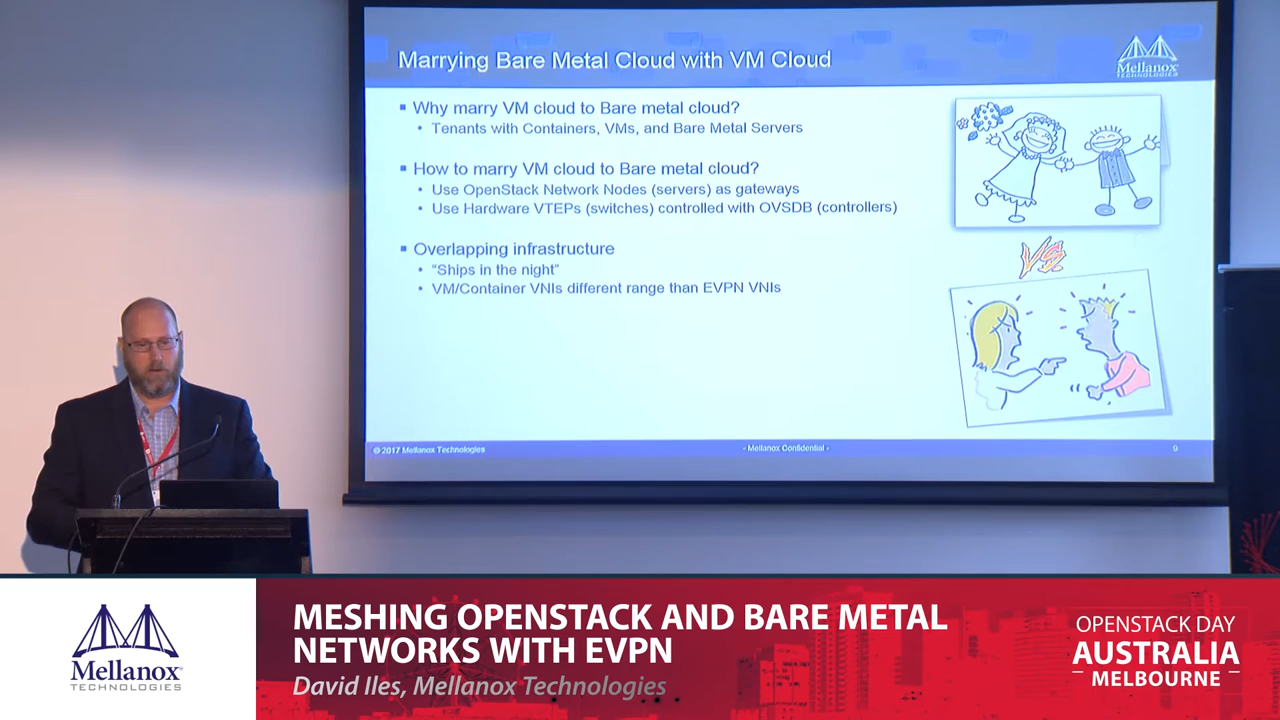 Marrying Bare Metal Cloud with VM Cloud
Mellanox
TECHNOLOGIES
Why marry VM cloud to Bare metal cloud?
Tenants with Containers, VMs, and Bare Metal Servers
How to marry VM cloud to Bare metal cloud?
Use OpenStack Network Nodes (servers) as gateways
Use Hardware VTEPs (switches) controlled with OVSDB (controllers)
Overlapping infrastructure
"Ships in the night"
VM/Container VNIs different range than EVPN VNIs
Vs.
© 2017 Mellanox Technologies
- Mellanox Confidential -
9
Mellanox
TECHNOLOGIES
MESHING OPENSTACK AND BARE METAL
NETWORKS WITH EVPN
David Iles, Mellanox Technologies
OPENSTACK DAY
AUSTRALIA
MELBOURNE